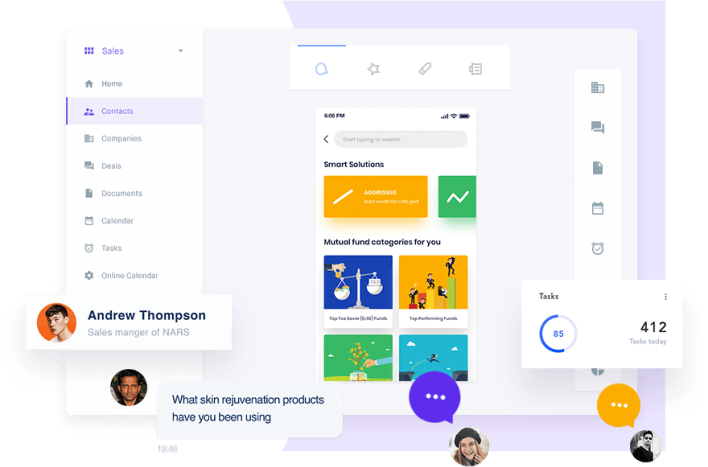 Sales
Home
Contacts
Companies
Deals
Documents
Calendar
Tasks
Online Calendar
6:08 PM
Start typing to search
Smart Solutions
AGGRESSIVE
Build wealth for a life goal
Mutual fund categories for you
TAX
Top Tax Saver (ELSS) Funds
Top Performing Funds
Andrew Thompson
Sales manger of NARS
What skin rejuvenation products
have you been using
13:46
Tasks
85
412
Tasks today